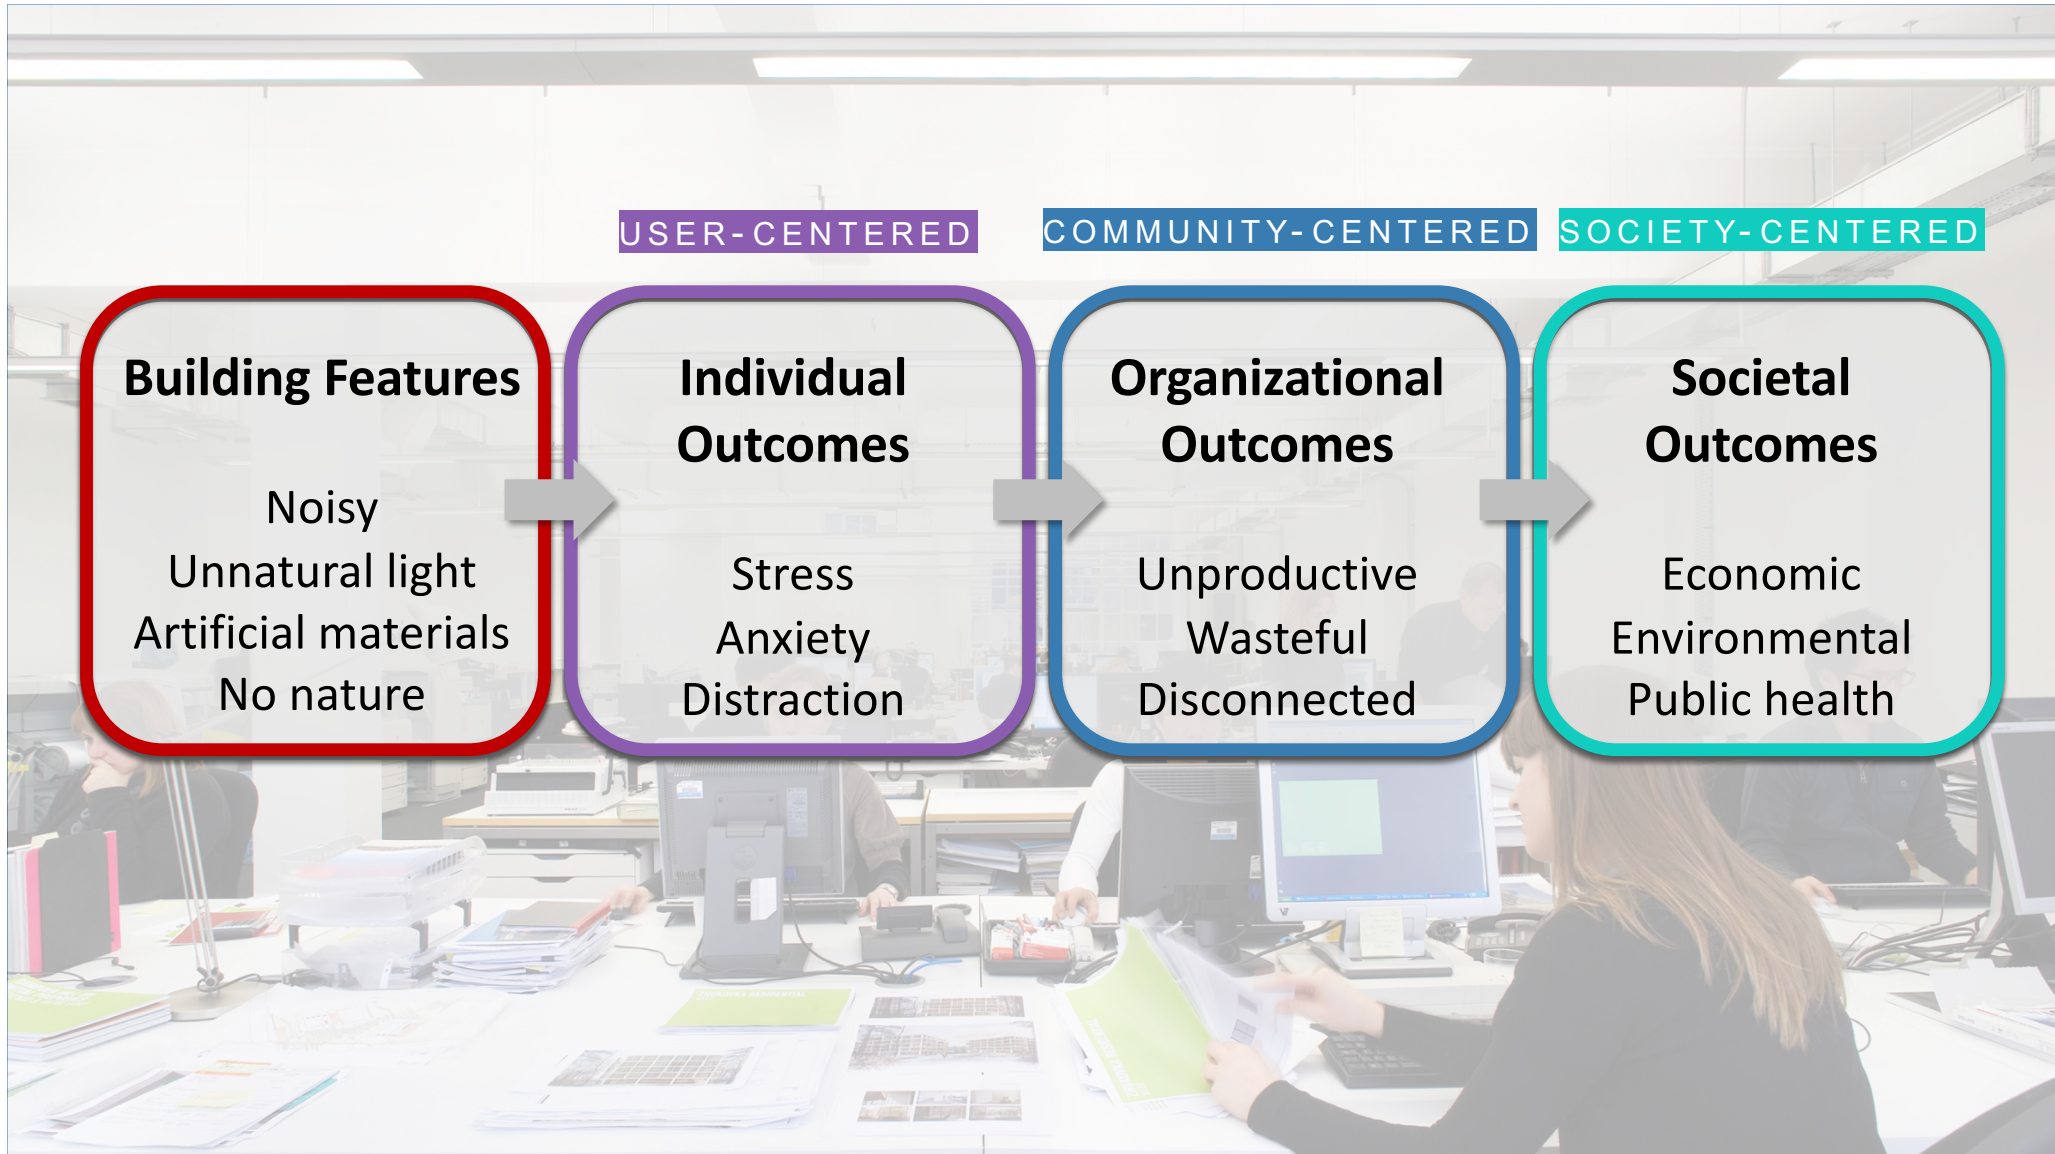 USER-CENTERED
COMMUNITY-CENTERED
SOCIETY-CENTERED
Building Features
Noisy
Unnatural light
Artificial materials
No nature
Individual
Outcomes
Stress
Anxiety
Distraction
Organizational
Outcomes
Unproductive
Wasteful
Disconnected
Societal
Outcomes
Economic
Environmental
Public health